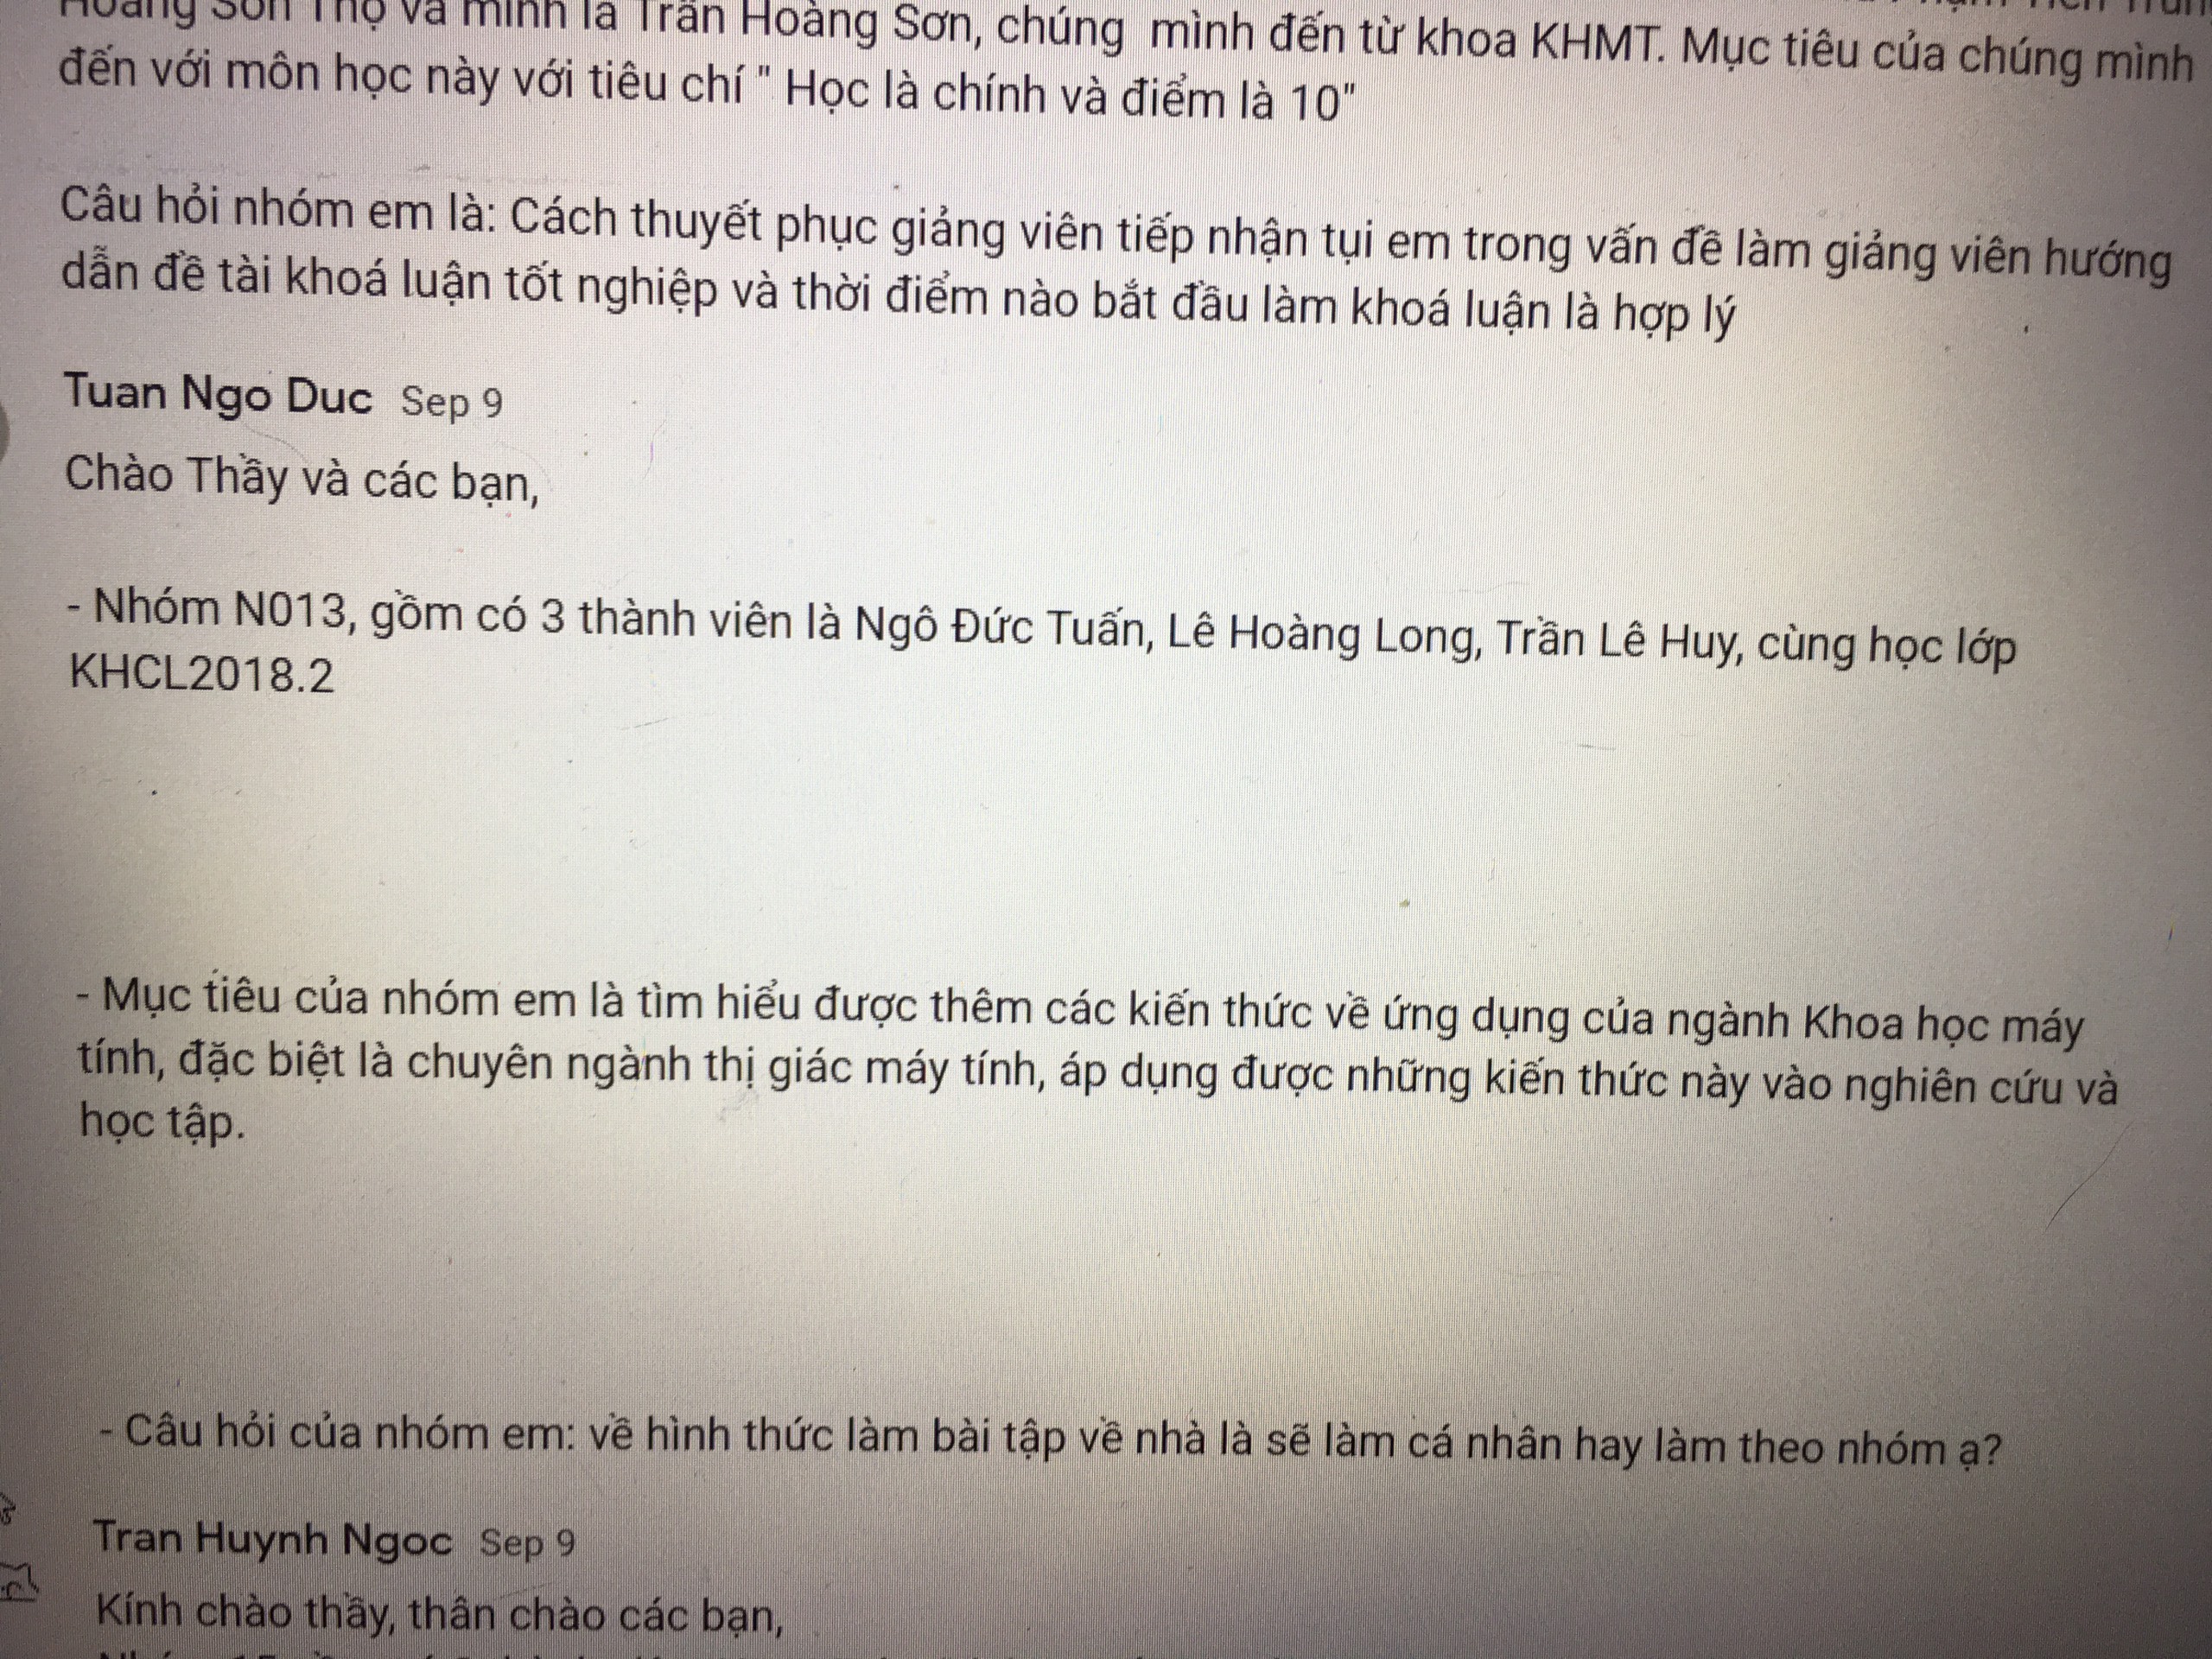 Hoàng Sơn Thọ và mình là Trần Hoàng Sơn, chúng mình đến từ khoa KHMT. Mục tiêu của chúng mình
đến với môn học này với tiêu chí " Học là chính và điểm là 10"
Câu hỏi nhóm em là: Cách thuyết phục giảng viên tiếp nhận tụi em trong vấn đề làm giảng viên hướng
dẫn đề tài khoá luận tốt nghiệp và thời điểm nào bắt đầu làm khoá luận là hợp lý
Tuan Ngo Duc Sep 9
Chào Thầy và các bạn,
- Nhóm N013, gồm có 3 thành viên là Ngô Đức Tuấn, Lê Hoàng Long, Trần Lê Huy, cùng học lớp
KHCL2018.2
- Mục tiêu của nhóm em là tìm hiểu được thêm các kiến thức về ứng dụng của ngành Khoa học máy
tính, đặc biệt là chuyên ngành thị giác máy tính, áp dụng được những kiến thức này vào nghiên cứu và
học tập.
- Câu hỏi của nhóm em: về hình thức làm bài tập về nhà là sẽ làm cá nhân hay làm theo nhóm ạ?
Tran Huynh Ngoc Sep 9
Kính chào thầy, thân chào các bạn,